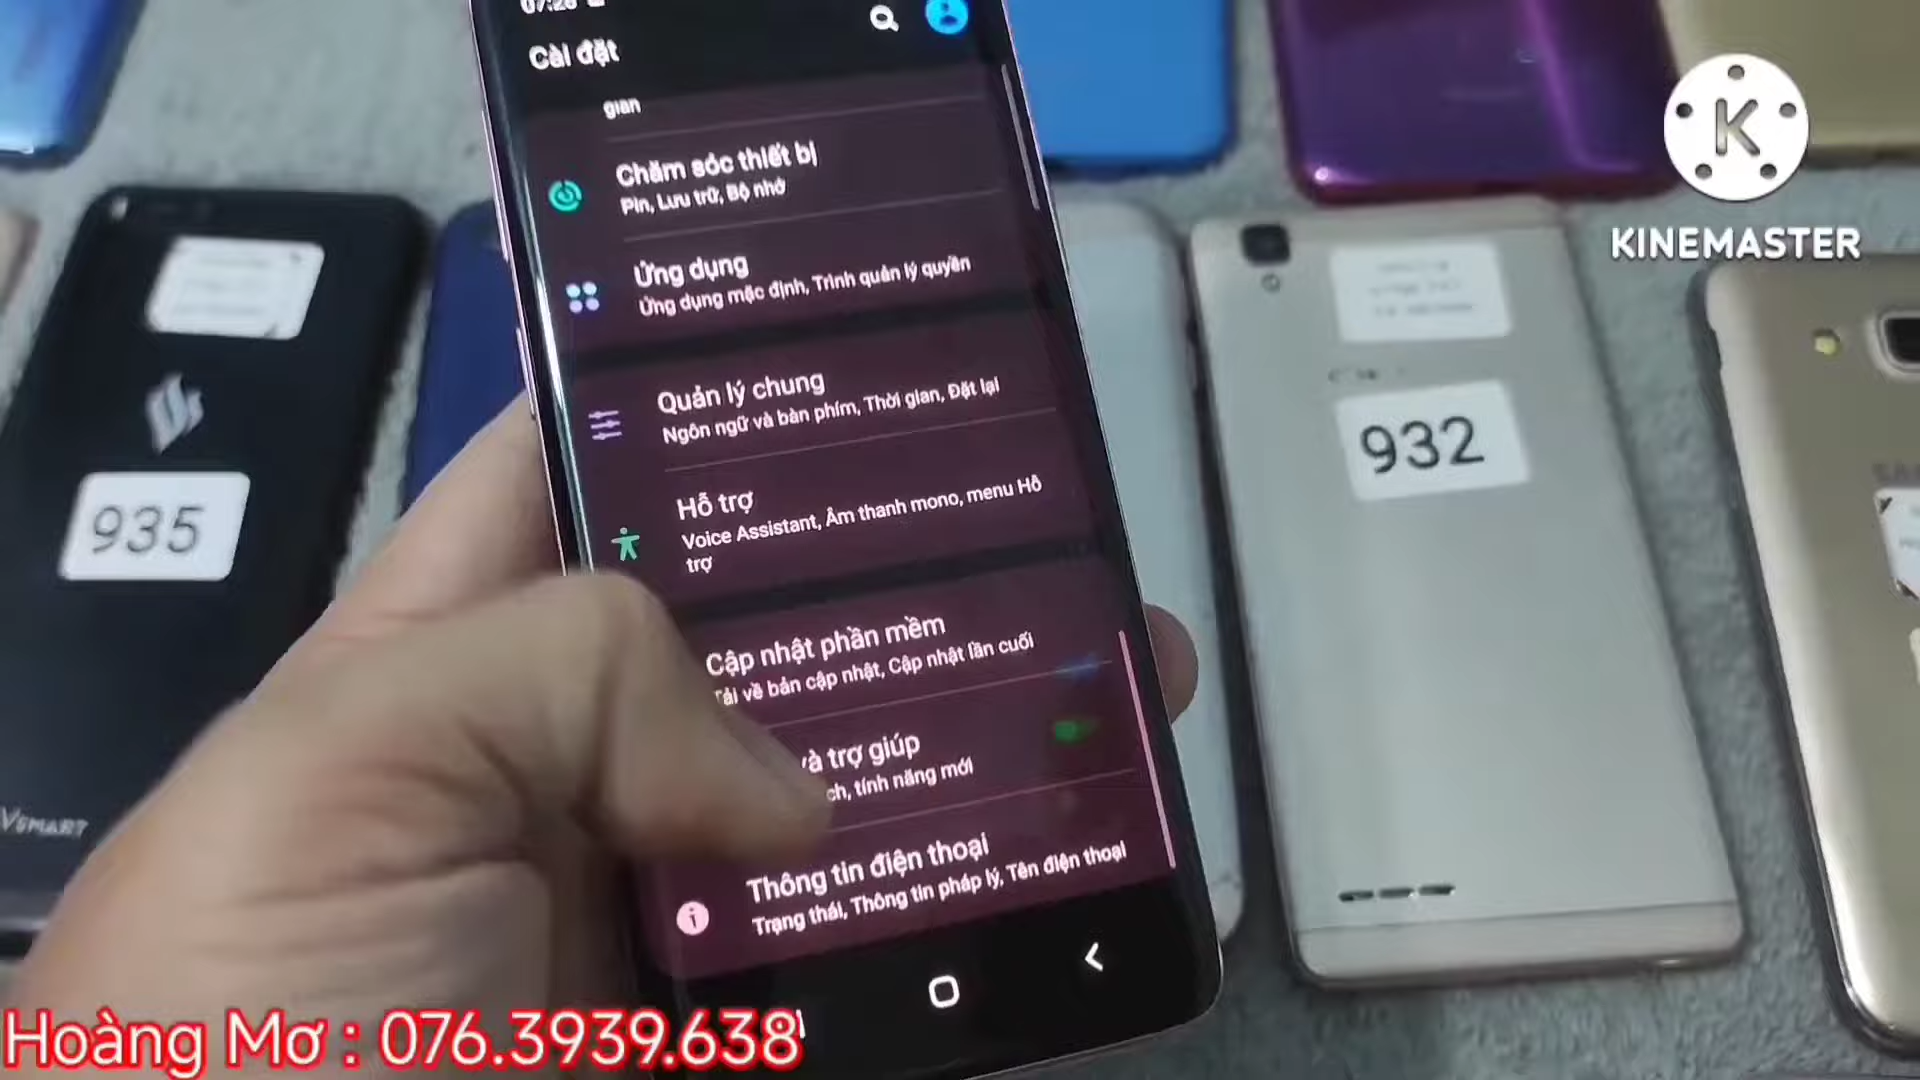 Cài đặt
gian
Chăm sóc thiết bị
Pin, Lưu trữ, Bộ nhớ
Ứng dụng
Ứng dụng mặc định, Trình quản lý quyền
Quản lý chung
Ngôn ngữ và bàn phím, Thời gian, Đặt lại
Hỗ trợ
Voice Assistant, Âm thanh mono, menu Hỗ
trợ
Cập nhật phần mềm
Tải về bản cập nhật, Cập nhật lần cuối
và trợ giúp
ch, tính năng mới
Thông tin điện thoại
Trạng thái, Thông tin pháp lý, Tên điện thoại
K
KINEMASTER
935
VSMART
932
Hoàng Mơ : 076.3939.638